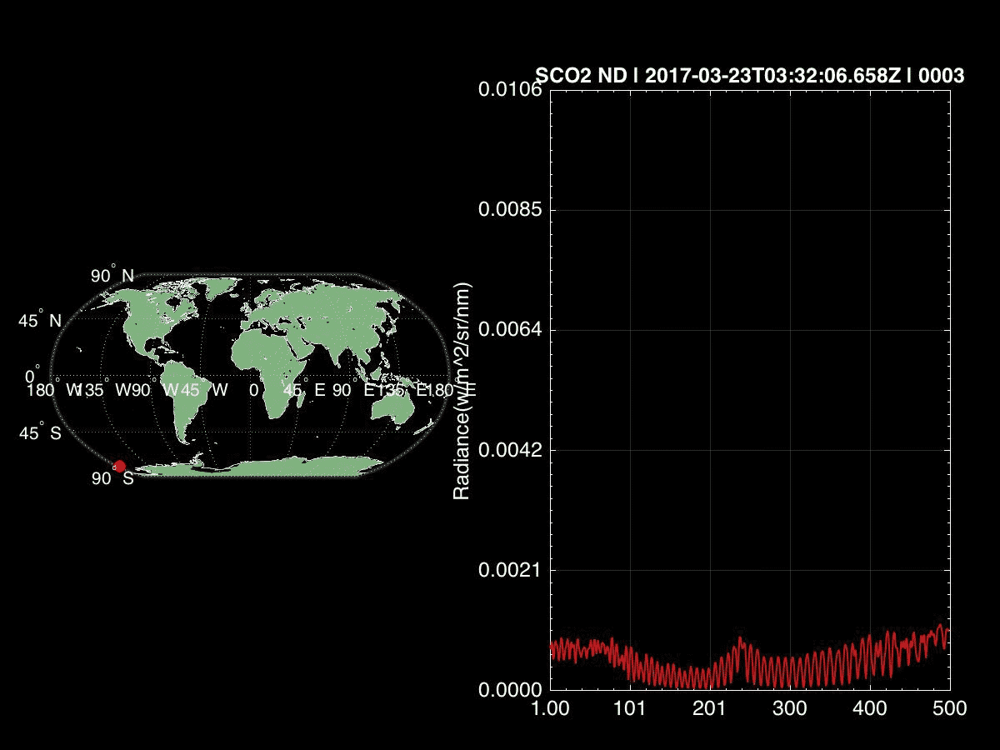 SCO2 ND | 2017-03-23T03:32:06.658Z | 0003
0.0106
0.0085
0.0064
0.0042
0.0021
0.0000
Radiance(w/m^2/sr/nm)
1.00 101 201 300 400 500
90° N
45° N
0°
180° W 135° W 90° W 45° W 0° 45° E 90° E 135° E 180° E
45° S
90° S